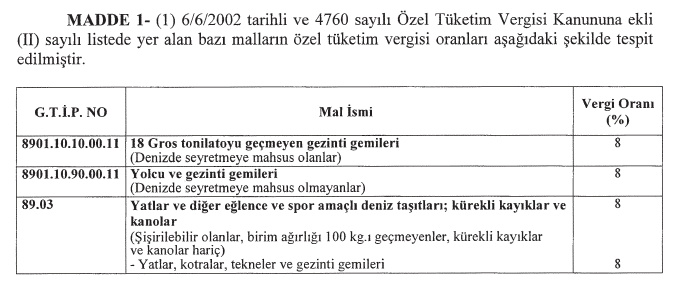 MADDE 1- (1) 6/6/2002 tarihli ve 4760 sayılı Özel Tüketim Vergisi Kanununa ekli
(II) sayılı listede yer alan bazı malların özel tüketim vergisi oranları aşağıdaki şekilde tespit
edilmiştir.
G.T.İ.P. NO Mal İsmi Vergi Oranı
(%)
8901.10.10.00.11 18 Gros tonilatoyu geçmeyen gezinti gemileri 8
(Denizde seyretmeye mahsus olanlar)
8901.10.90.00.11 Yolcu ve gezinti gemileri 8
(Denizde seyretmeye mahsus olmayanlar)
89.03 Yatlar ve diğer eğlence ve spor amaçlı deniz taşıtları; kürekli kayıklar ve 8
kanolar
(Şişirilebilir olanlar, birim ağırlığı 100 kg.ı geçmeyenler, kürekli kayıklar
ve kanolar hariç)
- Yatlar, kotralar, tekneler ve gezinti gemileri 8